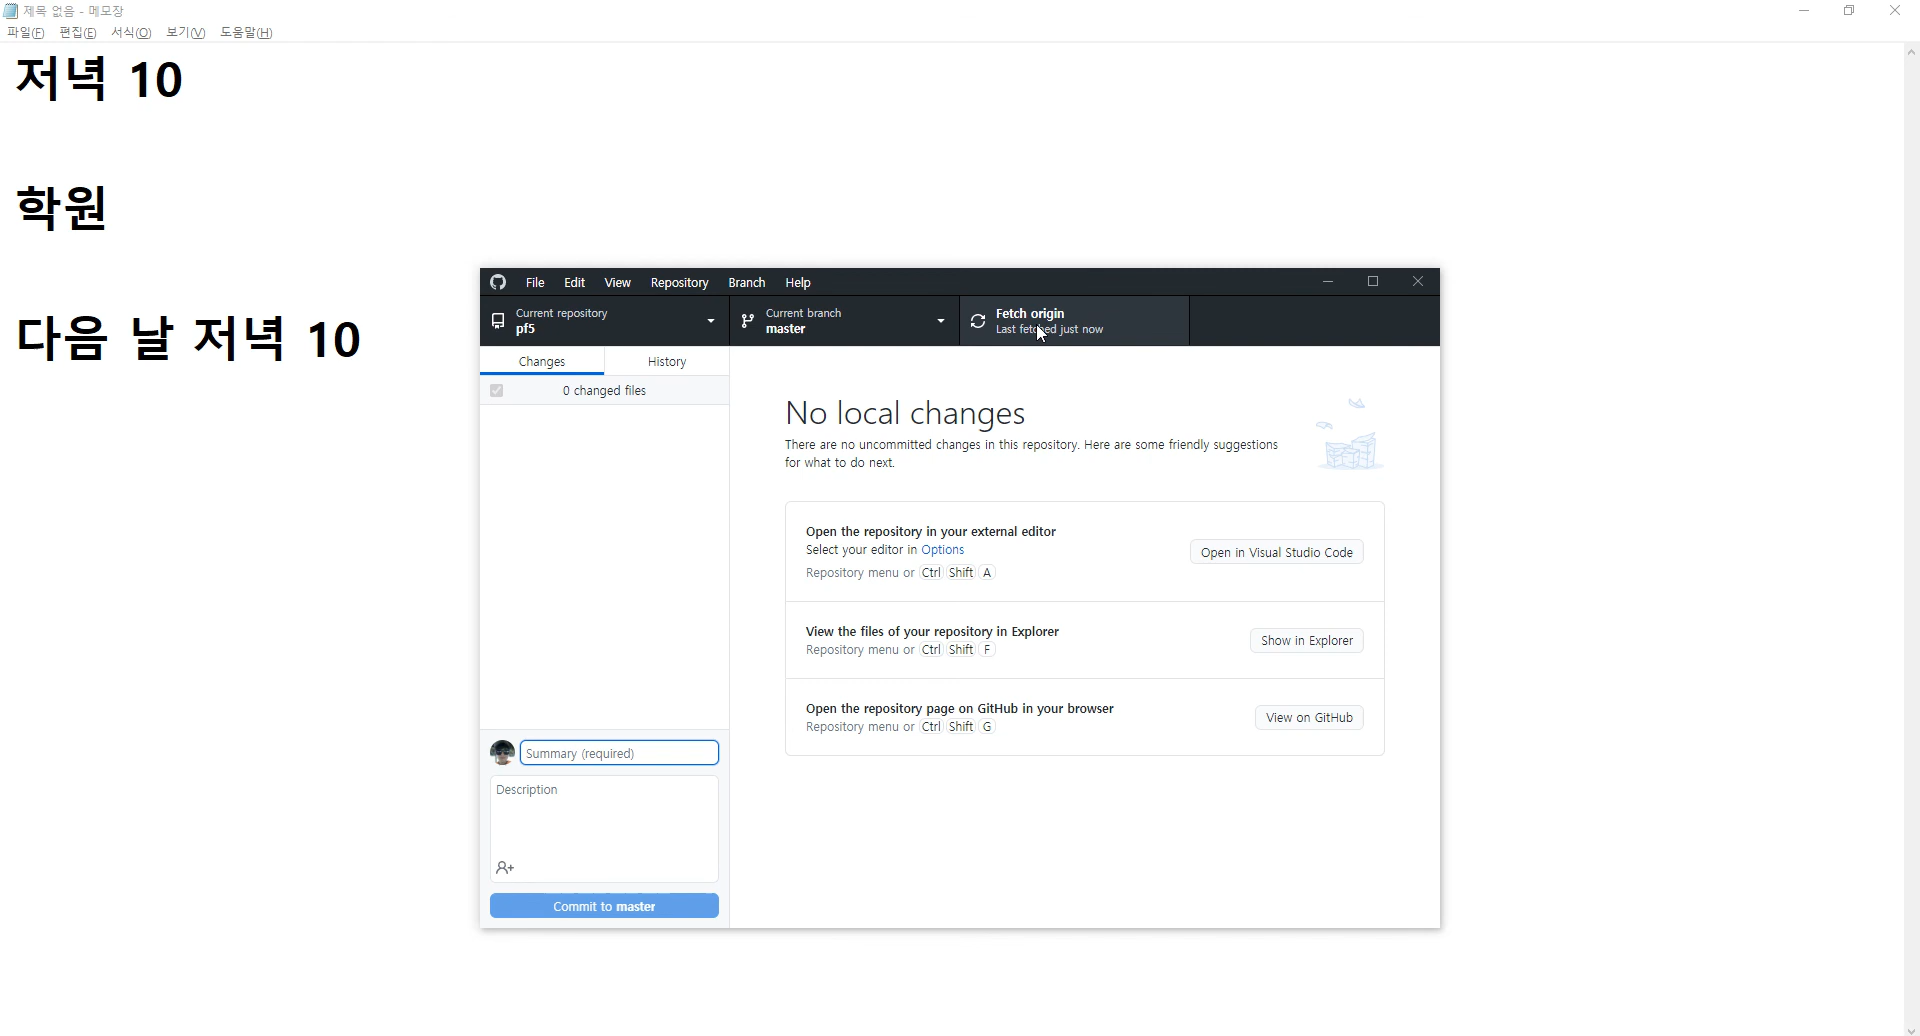 제목 없음 - 메모장
파일(F) 편집(E) 서식(O) 보기(V) 도움말(H)
저녁 10
학원
다음 날 저녁 10
File Edit View Repository Branch Help
Current repository
pf5
Current branch
master
Fetch origin
Last fetched just now
Changes History
0 changed files
No local changes
There are no uncommitted changes in this repository. Here are some friendly suggestions
for what to do next.
Open the repository in your external editor
Select your editor in Options
Repository menu or Ctrl Shift A
Open in Visual Studio Code
View the files of your repository in Explorer
Repository menu or Ctrl Shift F
Show in Explorer
Open the repository page on GitHub in your browser
Repository menu or Ctrl Shift G
View on GitHub
Summary (required)
Description
Commit to master